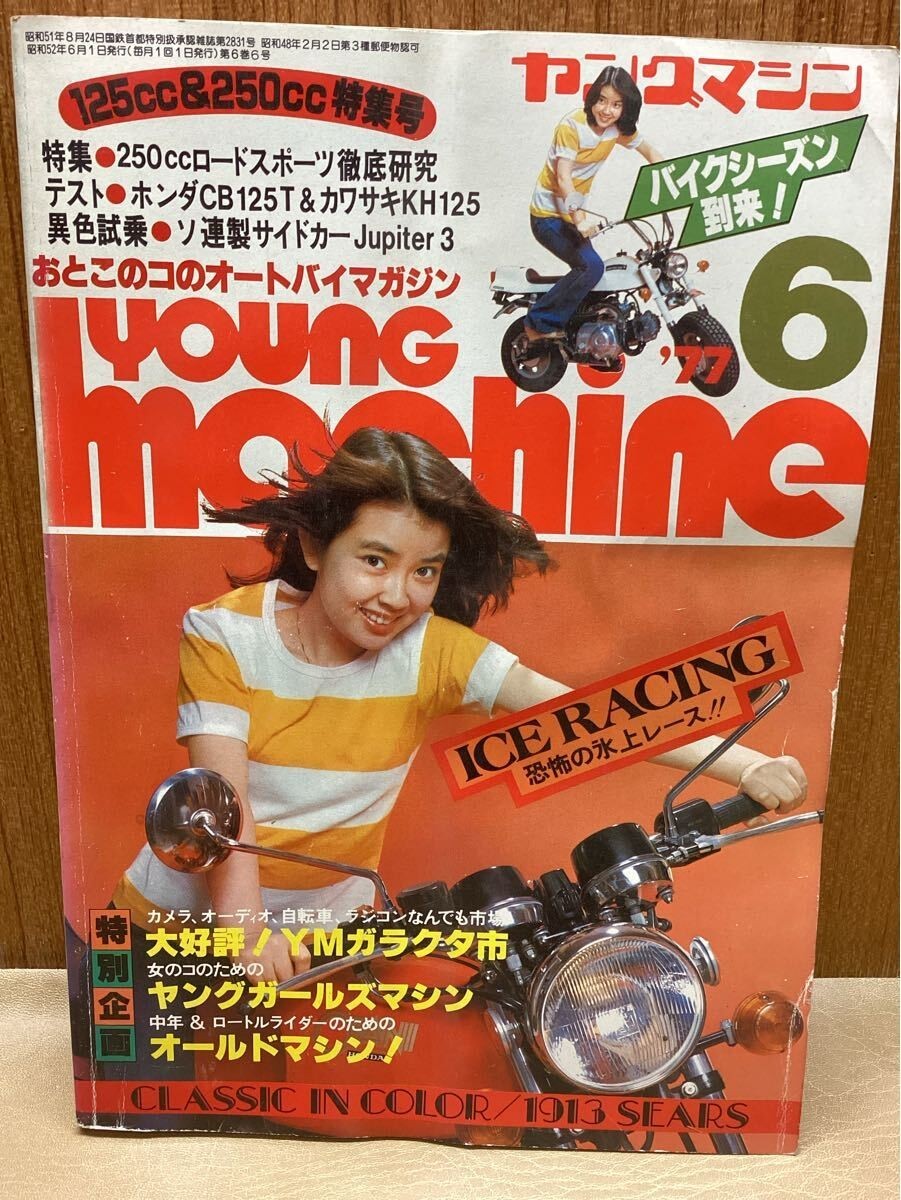 昭和51年8月24日国鉄首都特別扱承認雑誌第2831号 昭和48年2月2日第3種郵便物認可
昭和52年6月1日発行(毎月1回1日発行)第6巻6号
ヤングマシン
125cc&250cc特集号
特集●250ccロードスポーツ徹底研究
テスト●ホンダCB125T&カワサキKH125
異色試乗●ソ連製サイドカーJupiter 3
おとこのコのオートバイマガジン
バイクシーズン
到来!
YOUNG
machine
'77
6
ICE RACING
恐怖の氷上レース!!
特別企画
カメラ、オーディオ、自転車、ラジコンなんでも市場
大好評!YMガラクタ市
女のコのための
ヤングガールズマシン
中年&ロートルライダーのための
オールドマシン!
HONDA
CLASSIC IN COLOR/1913 SEARS